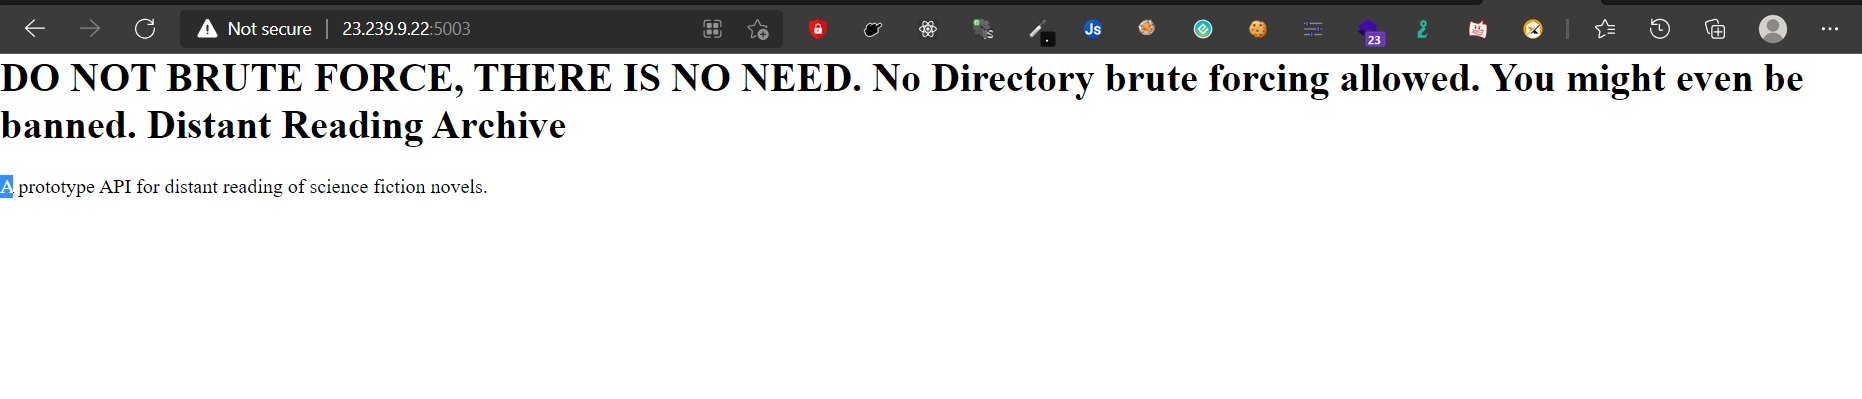 Not secure 23.239.9.22:5003
Js
23
DO NOT BRUTE FORCE, THERE IS NO NEED. No Directory brute forcing allowed. You might even be
banned. Distant Reading Archive
A prototype API for distant reading of science fiction novels.